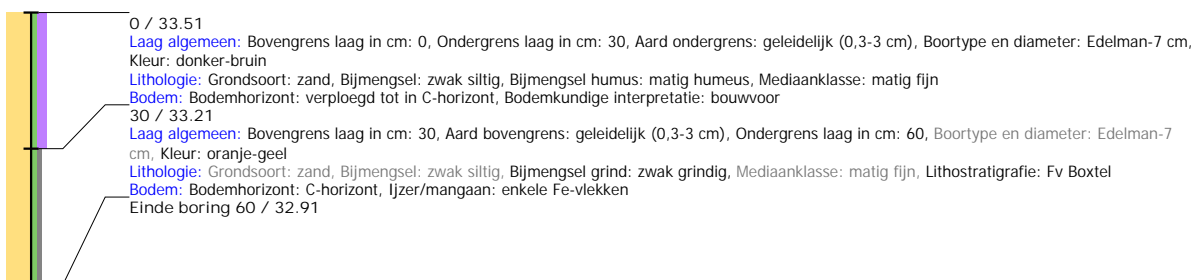 0 / 33.51
Laag algemeen: Bovengrens laag in cm: 0, Ondergrens laag in cm: 30, Aard ondergrens: geleidelijk (0,3-3 cm), Boortype en diameter: Edelman-7 cm,
Kleur: donker-bruin
Lithologie: Grondsoort: zand, Bijmengsel: zwak siltig, Bijmengsel humus: matig humeus, Mediaanklasse: matig fijn
Bodem: Bodemhorizont: verploegd tot in C-horizont, Bodemkundige interpretatie: bouwvoor
30 / 33.21
Laag algemeen: Bovengrens laag in cm: 30, Aard bovengrens: geleidelijk (0,3-3 cm), Ondergrens laag in cm: 60, Boortype en diameter: Edelman-7
cm, Kleur: oranje-geel
Lithologie: Grondsoort: zand, Bijmengsel: zwak siltig, Bijmengsel grind: zwak grindig, Mediaanklasse: matig fijn, Lithostratigrafie: Fv Boxtel
Bodem: Bodemhorizont: C-horizont, Ijzer/mangaan: enkele Fe-vlekken
Einde boring 60 / 32.91